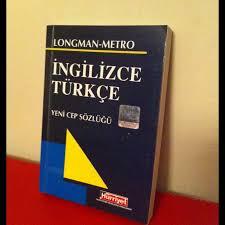 LONGMAN-METRO
İNGİLİZCE
TÜRKÇE
YENİ CEP SÖZLÜĞÜ
Hürriyet